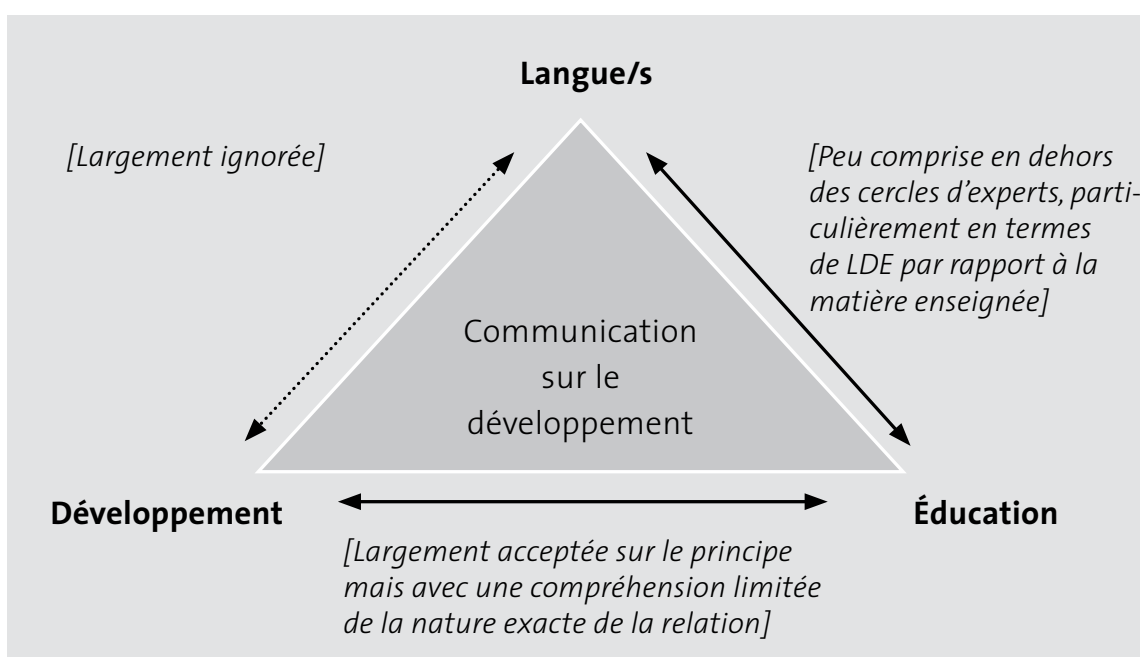 Langue/s
[Largement ignorée]
[Peu comprise en dehors
des cercles d’experts, parti-
culièrement en termes
de LDE par rapport à la
matière enseignée]
Communication
sur le
développement
Développement
Éducation
[Largement acceptée sur le principe
mais avec une compréhension limitée
de la nature exacte de la relation]